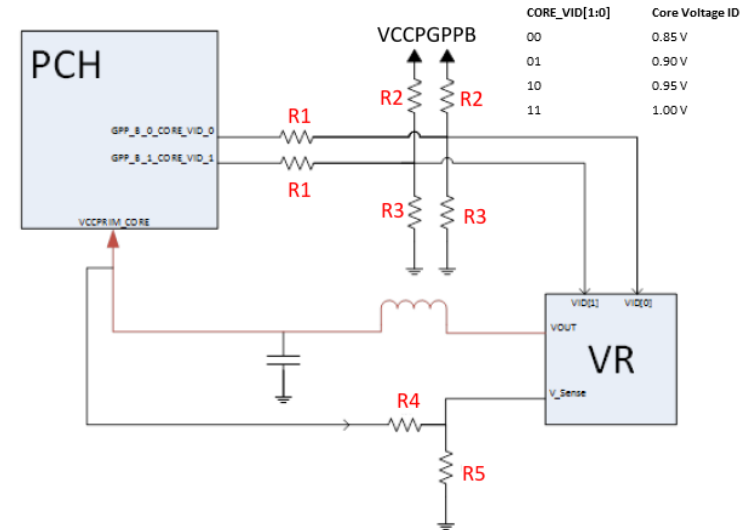 CORE_VID[1:0] Core Voltage ID
00 0.85 V
01 0.90 V
10 0.95 V
11 1.00 V
VCCPGPPB
PCH
R2 R2
R1
GPP_B_0_CORE_VID_0
GPP_B_1_CORE_VID_1
R1
R3 R3
VCCPRIM_CORE
VID[1] VID[0]
VOUT
VR
V_Sense
R4
R5